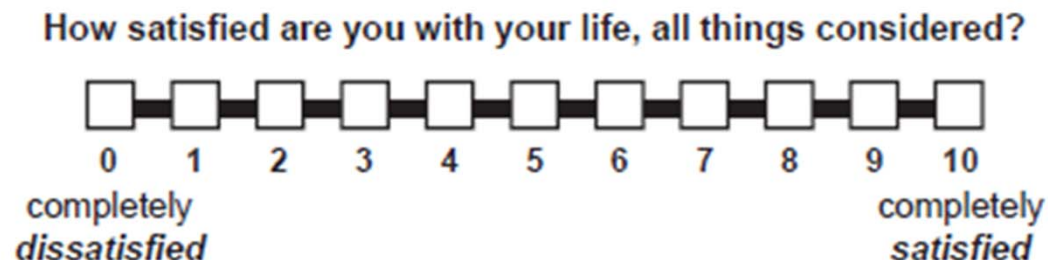 How satisfied are you with your life, all things considered?
0 1 2 3 4 5 6 7 8 9 10
completely completely
dissatisfied satisfied